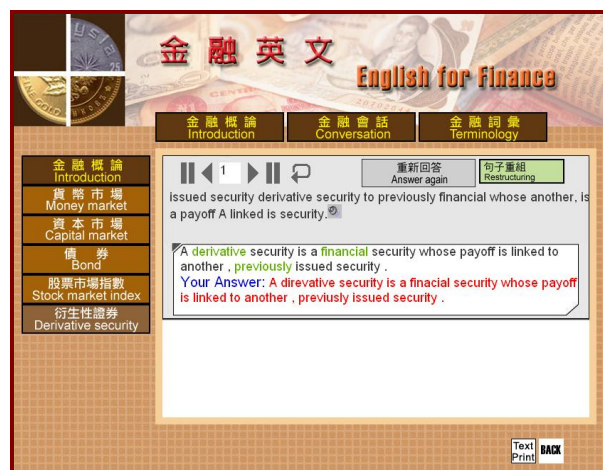 金融英文
English for Finance
金融概論
Introduction
金融會話
Conversation
金融詞彙
Terminology
金融概論
Introduction
貨幣市場
Money market
資本市場
Capital market
債券
Bond
股票市場指數
Stock market index
衍生性證券
Derivative security
1
重新回答
Answer again
句子重組
Restructuring
issued security derivative security to previously financial whose another, is
a payoff A linked is security.
A derivative security is a financial security whose payoff is linked to
another , previously issued security .
Your Answer: A direvative security is a finacial security whose payoff
is linked to another , previusly issued security .
Text
Print
BACK